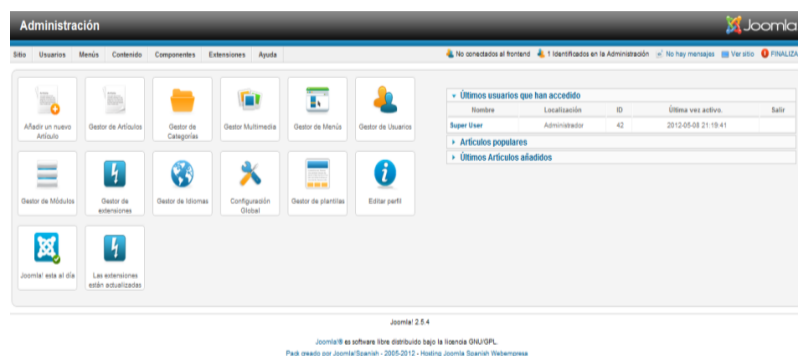 Administración
Joomla
Sitio Usuarios Menús Contenido Componentes Extensiones Ayuda
No conectados al frontend 1 Identificados en la Administración No hay mensajes Ver sitio FINALIZA
Añadir un nuevo
Artículo
Gestor de Artículos
Gestor de
Categorías
Gestor Multimedia
Gestor de Menús
Gestor de Usuarios
Gestor de Módulos
Gestor de
extensiones
Gestor de Idiomas
Configuración
Global
Gestor de plantillas
Editar perfil
Joomla! esta al día
Las extensiones
están actualizadas
Últimos usuarios que han accedido
Nombre Localización ID Última vez activo. Salir
Super User Administrador 42 2012-05-08 21:19:41
Artículos populares
Últimos Artículos añadidos
Joomla! 2.5.4
Joomla!® es software libre distribuido bajo la licencia GNU/GPL.
Pack creado por Joomla!Spanish - 2005-2012 - Hosting Joomla Spanish Webempresa